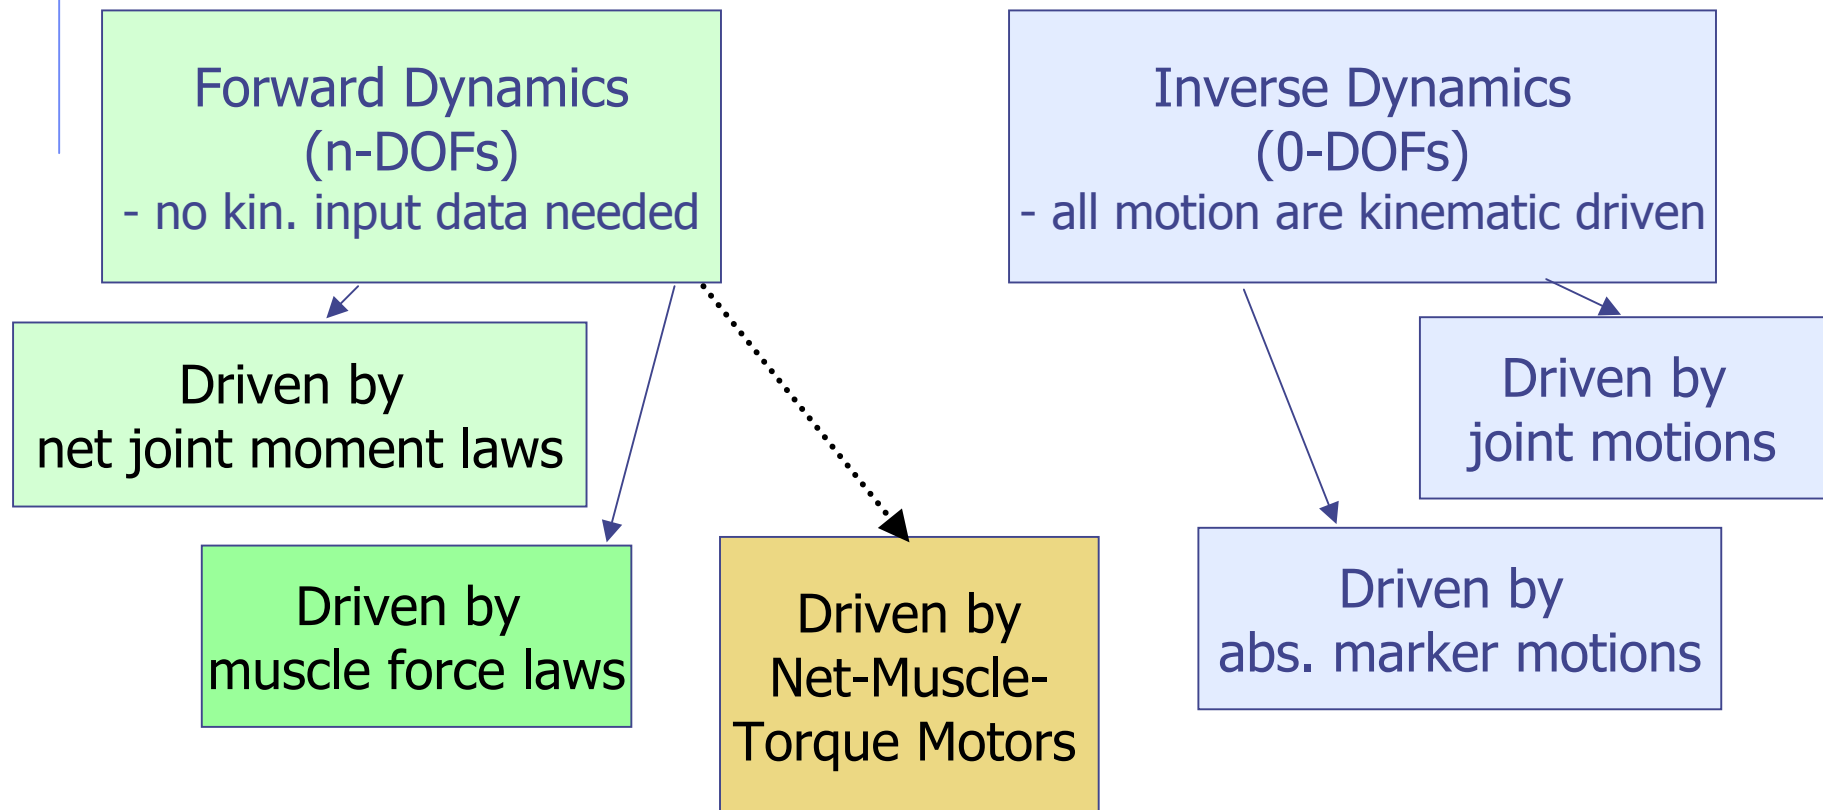 Forward Dynamics
(n-DOFs)
- no kin. input data needed
Inverse Dynamics
(0-DOFs)
- all motion are kinematic driven
Driven by
net joint moment laws
Driven by
joint motions
Driven by
muscle force laws
Driven by
Net-Muscle-
Torque Motors
Driven by
abs. marker motions